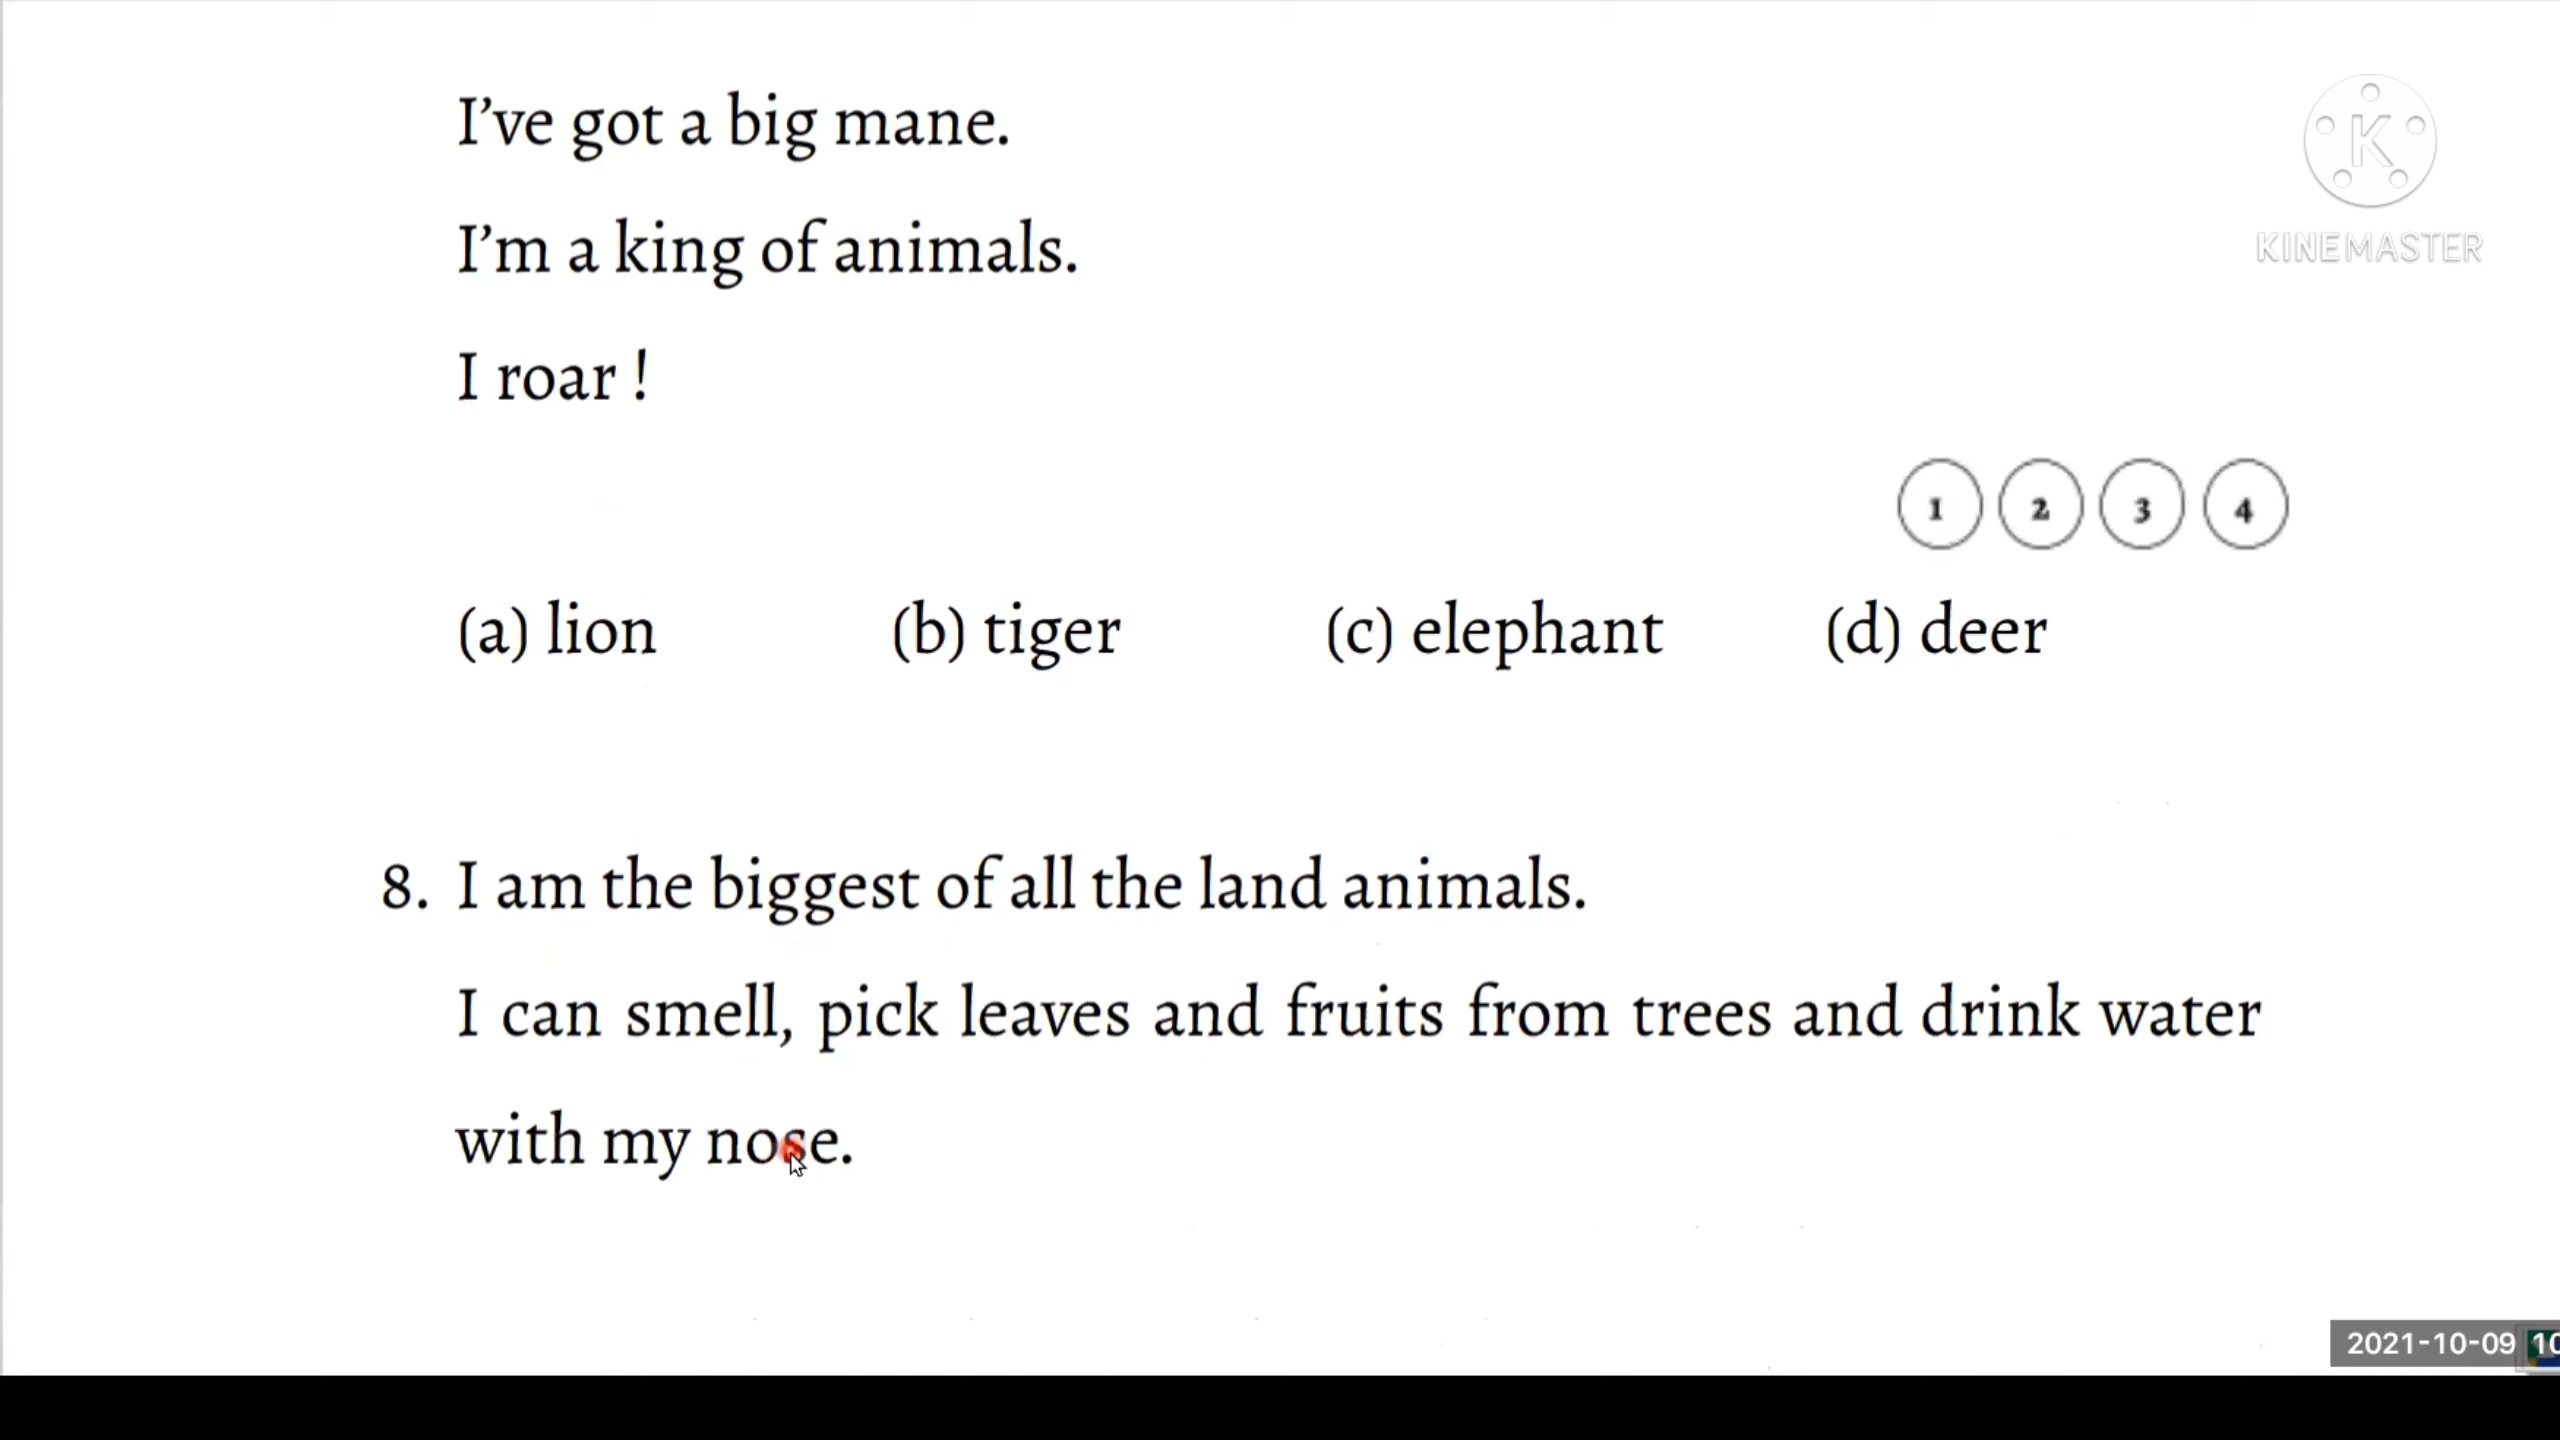 I’ve got a big mane.
I’m a king of animals.
I roar !
K
KINEMASTER
1 2 3 4
(a) lion (b) tiger (c) elephant (d) deer
8. I am the biggest of all the land animals.
I can smell, pick leaves and fruits from trees and drink water
with my nose.
2021-10-09 10